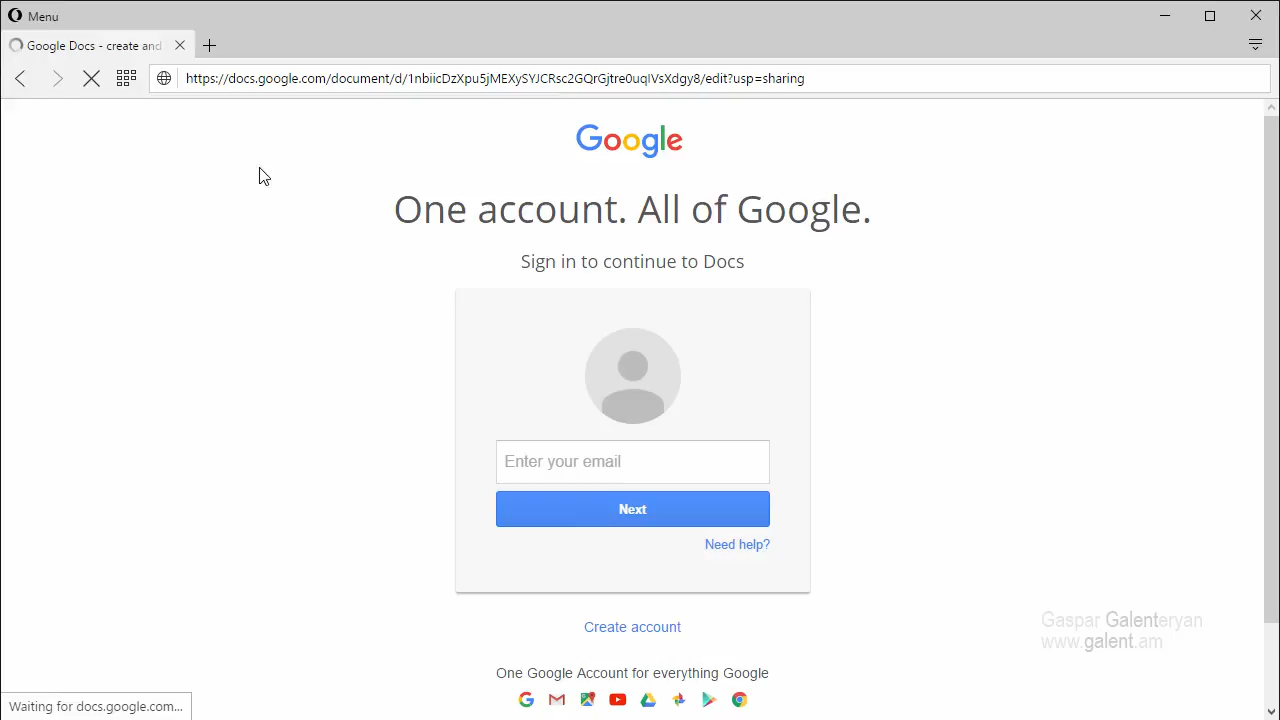 Menu
Google Docs - create and
https://docs.google.com/document/d/1nbiicDzXpu5jMEXySYJCRsc2GQrGjtre0uqIVsXdgy8/edit?usp=sharing
Google
One account. All of Google.
Sign in to continue to Docs
Enter your email
Next
Need help?
Create account
Gaspar Galenteryan
www.galent.am
One Google Account for everything Google
Waiting for docs.google.com...